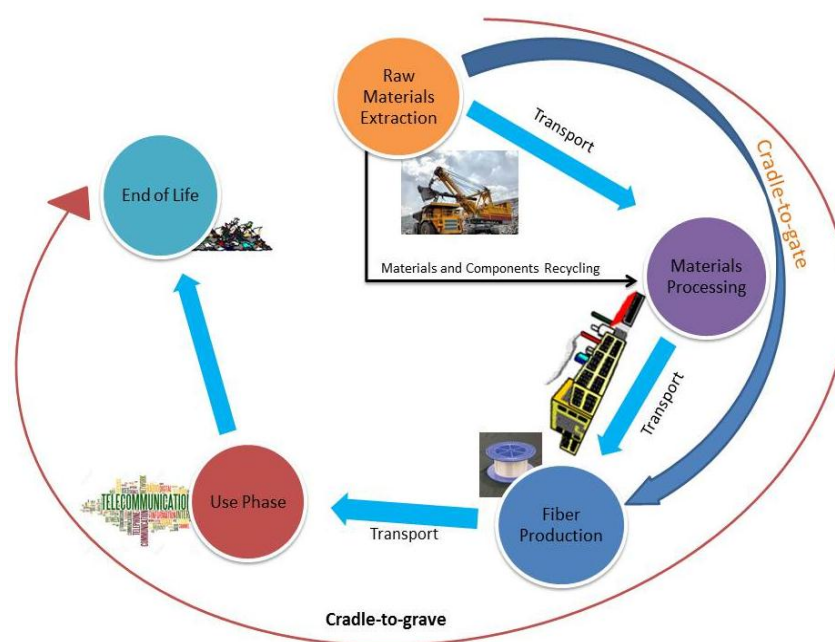 Raw
Materials
Extraction
Transport
Cradle-to-gate
End of Life
Materials and Components Recycling
Materials
Processing
Transport
TELECOMMUNICATION
Use Phase
Fiber
Production
Transport
Cradle-to-grave